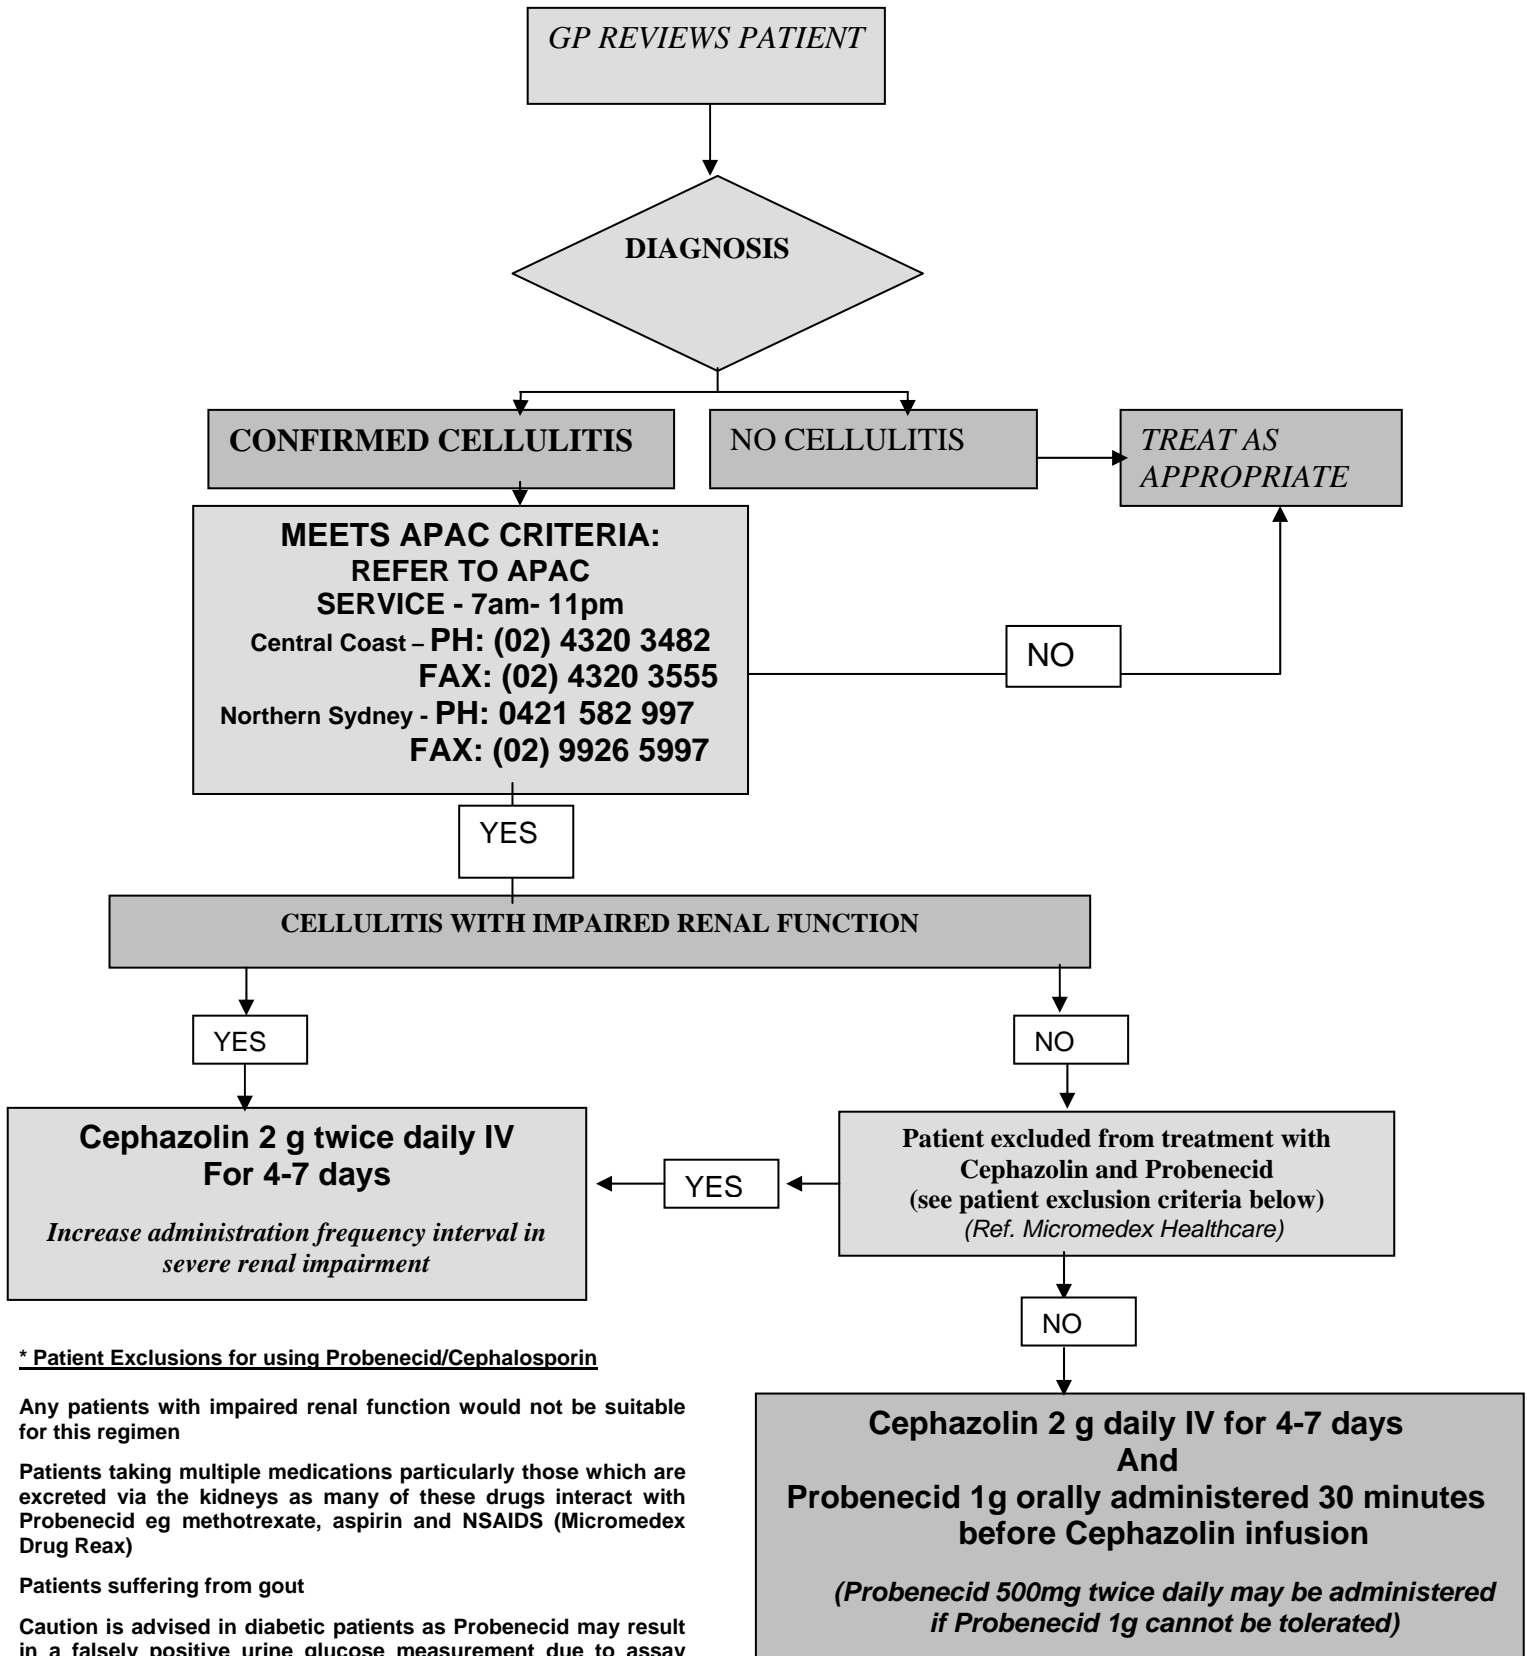 GP REVIEWS PATIENT
DIAGNOSIS
CONFIRMED CELLULITIS
NO CELLULITIS
TREAT AS
APPROPRIATE
MEETS APAC CRITERIA:
REFER TO APAC
SERVICE - 7am- 11pm
Central Coast – PH: (02) 4320 3482
FAX: (02) 4320 3555
Northern Sydney - PH: 0421 582 997
FAX: (02) 9926 5997
NO
YES
CELLULITIS WITH IMPAIRED RENAL FUNCTION
YES
NO
Cephazolin 2 g twice daily IV
For 4-7 days
Increase administration frequency interval in
severe renal impairment
YES
Patient excluded from treatment with
Cephazolin and Probenecid
(see patient exclusion criteria below)
(Ref. Micromedex Healthcare)
NO
* Patient Exclusions for using Probenecid/Cephalosporin
Any patients with impaired renal function would not be suitable
for this regimen
Patients taking multiple medications particularly those which are
excreted via the kidneys as many of these drugs interact with
Probenecid eg methotrexate, aspirin and NSAIDS (Micromedex
Drug Reax)
Patients suffering from gout
Caution is advised in diabetic patients as Probenecid may result
in a falsely positive urine glucose measurement due to assay
Cephazolin 2 g daily IV for 4-7 days
And
Probenecid 1g orally administered 30 minutes
before Cephazolin infusion
(Probenecid 500mg twice daily may be administered
if Probenecid 1g cannot be tolerated)